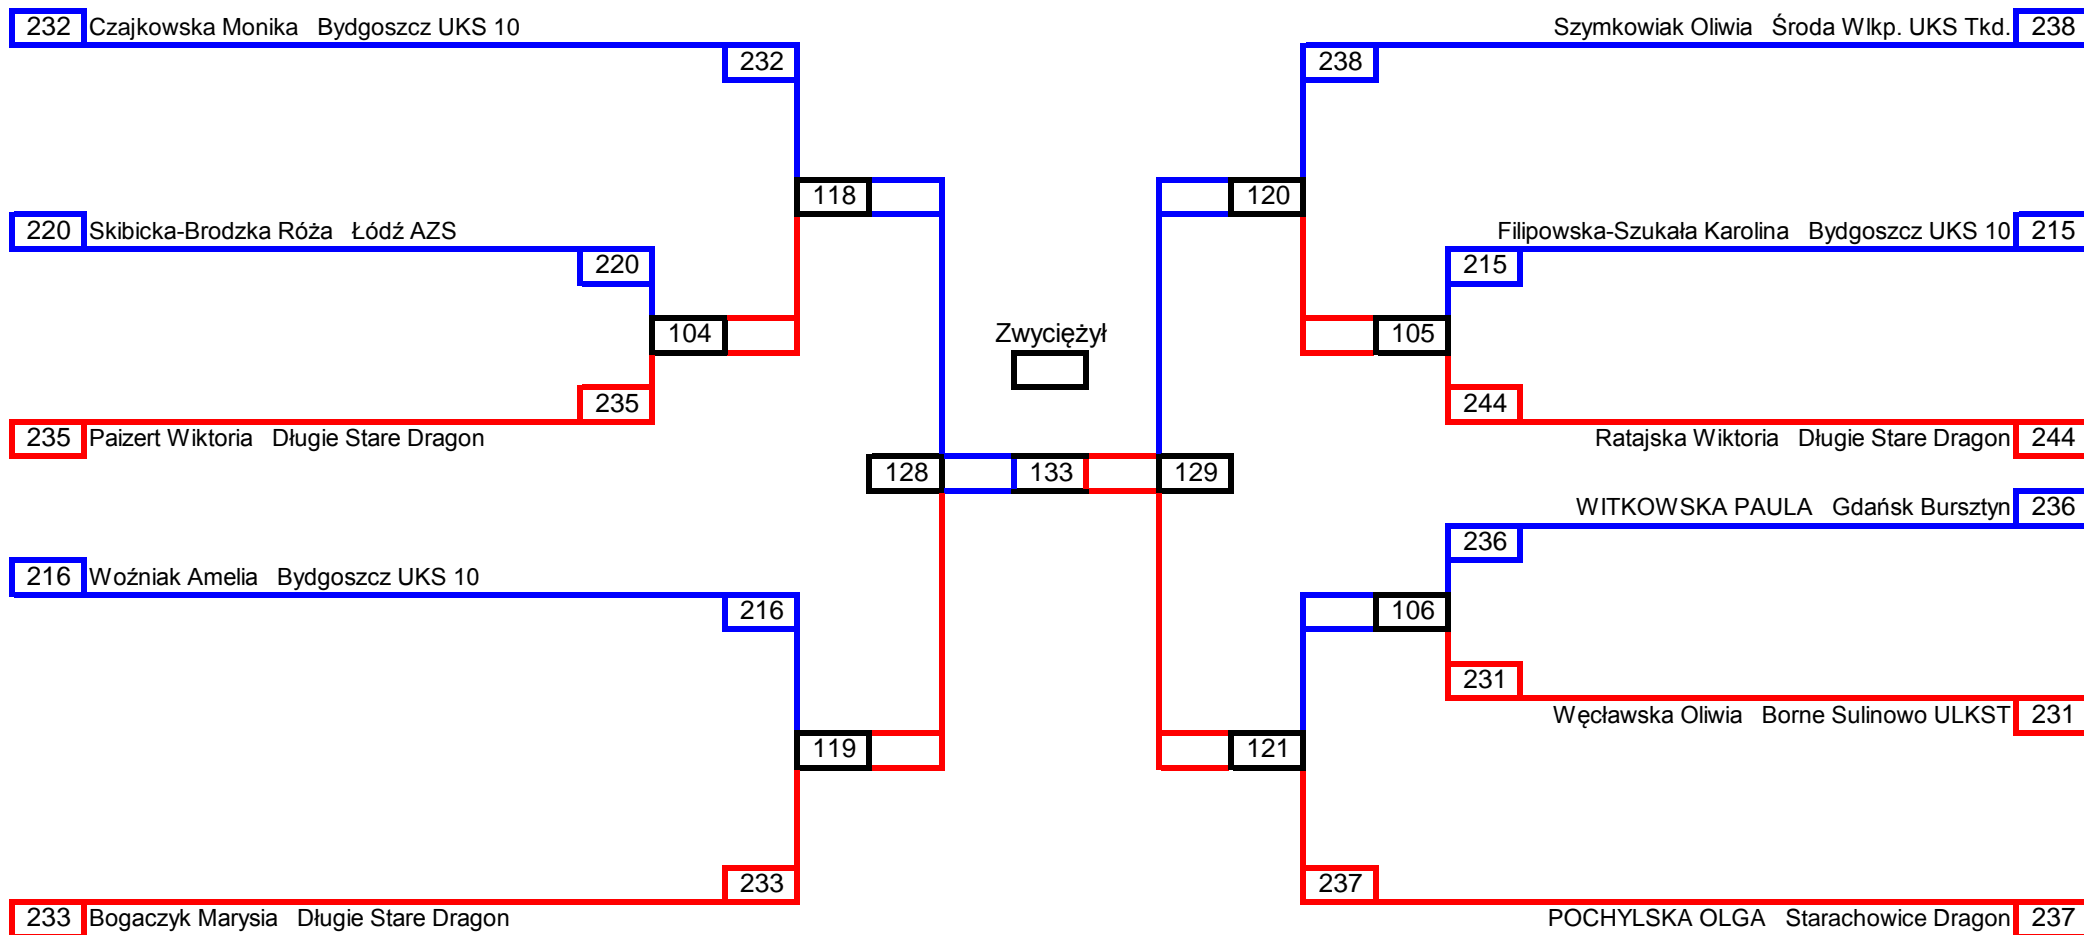 232 Czajkowska Monika Bydgoszcz UKS 10
Szymkowiak Oliwia Środa Wlkp. UKS Tkd. 238
232
238
118
120
220 Skibicka-Brodzka Róża Łódź AZS
Filipowska-Szukała Karolina Bydgoszcz UKS 10 215
220
215
104
Zwyciężył
105
235
244
235 Paizert Wiktoria Długie Stare Dragon
Ratajska Wiktoria Długie Stare Dragon 244
128
133
129
WITKOWSKA PAULA Gdańsk Bursztyn 236
236
216 Woźniak Amelia Bydgoszcz UKS 10
216
106
231
Węcławska Oliwia Borne Sulinowo ULKST 231
119
121
233
237
233 Bogaczyk Marysia Długie Stare Dragon
POCHYLSKA OLGA Starachowice Dragon 237